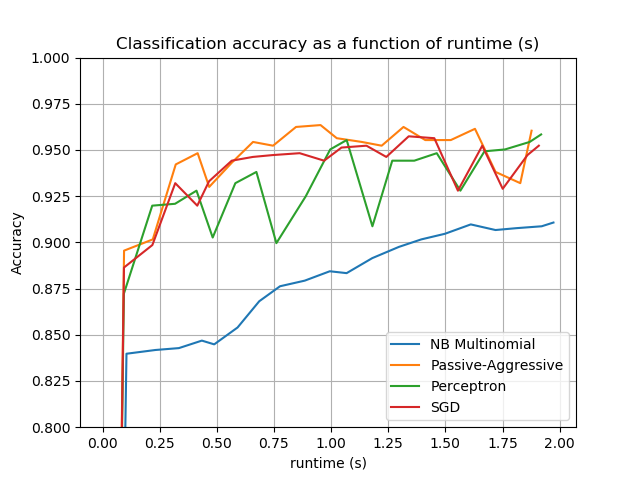 Classification accuracy as a function of runtime (s)
1.000
0.975
0.950
0.925
0.900
0.875
0.850
0.825
0.800
Accuracy
NB Multinomial
Passive-Aggressive
Perceptron
SGD
0.00 0.25 0.50 0.75 1.00 1.25 1.50 1.75 2.00
runtime (s)